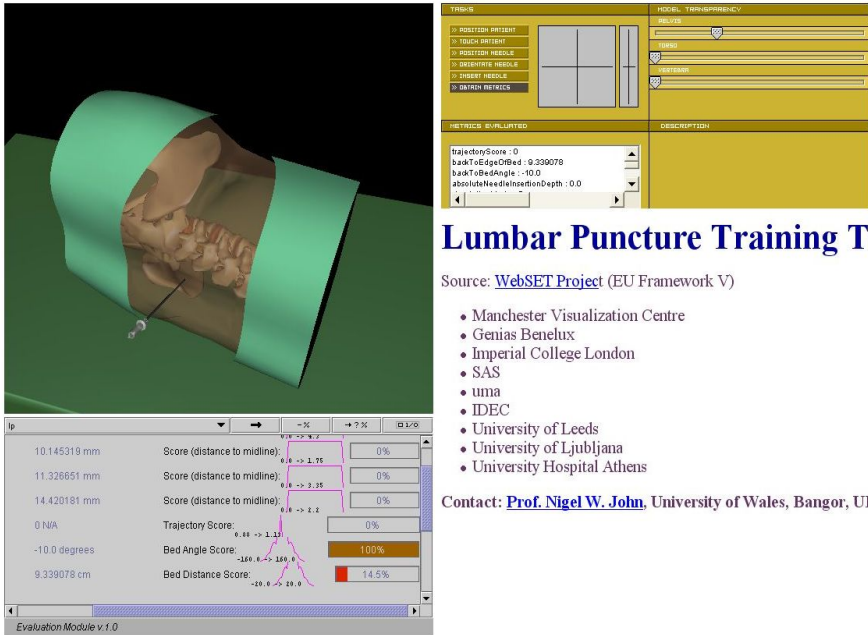 TASKS
MODEL TRANSPARENCY
PELVIS
>> POSITION PATIENT
>> TOUCH PATIENT
>> POSITION NEEDLE
>> ORIENTATE NEEDLE
>> INSERT NEEDLE
>> OBTAIN METRICS
TORSO
VERTEBRA
METRICS EVALUATED
DESCRIPTION
trajectoryScore : 0
backToEdgeOfBed : 9.339078
backToBedAngle : -10.0
absoluteNeedleInsertionDepth : 0.0
Lumbar Puncture Training T
Source: WebSET Project (EU Framework V)
• Manchester Visualization Centre
• Genias Benelux
• Imperial College London
• SAS
• uma
• IDEC
• University of Leeds
• University of Ljubljana
• University Hospital Athens
Contact: Prof. Nigel W. John, University of Wales, Bangor, U
lp
- %
→ ? %
1/0
10.145319 mm Score (distance to midline): 0%
0.0 -> 1.75
11.326651 mm Score (distance to midline): 0%
0.0 -> 3.35
14.420181 mm Score (distance to midline): 0%
0.0 -> 2.2
0 N/A Trajectory Score: 0%
-10.0 degrees Bed Angle Score: 100%
-160.0 -> 160.0
9.339078 cm Bed Distance Score: 14.5%
-20.0 -> 20.0
Evaluation Module v.1.0